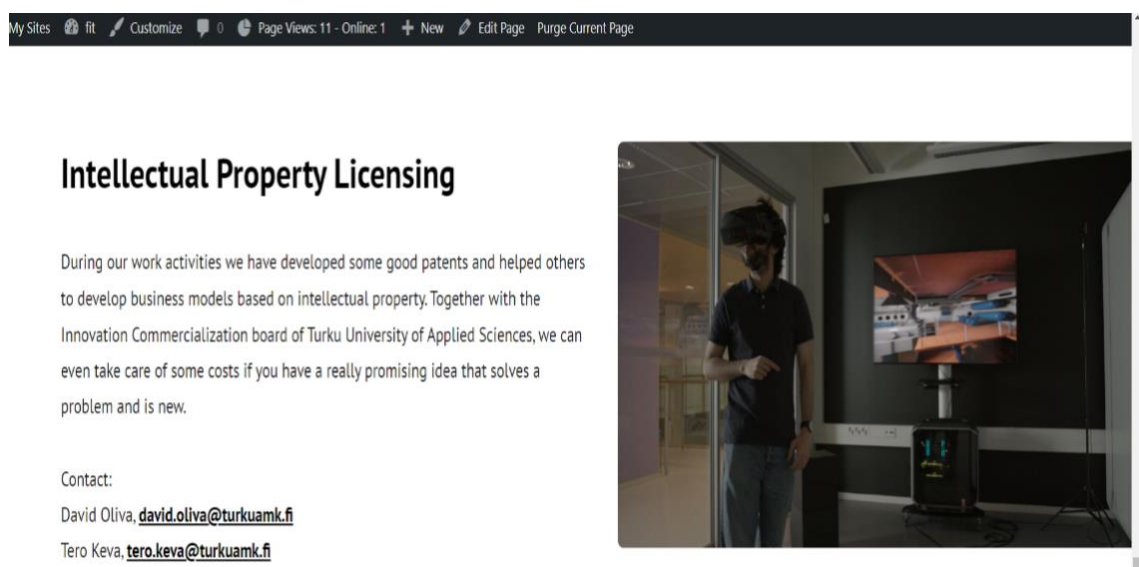 My Sites fit Customize 0 Page Views: 11 - Online: 1 New Edit Page Purge Current Page
Intellectual Property Licensing
During our work activities we have developed some good patents and helped others
to develop business models based on intellectual property. Together with the
Innovation Commercialization board of Turku University of Applied Sciences, we can
even take care of some costs if you have a really promising idea that solves a
problem and is new.
Contact:
David Oliva, david.oliva@turkuamk.fi
Tero Keva, tero.keva@turkuamk.fi